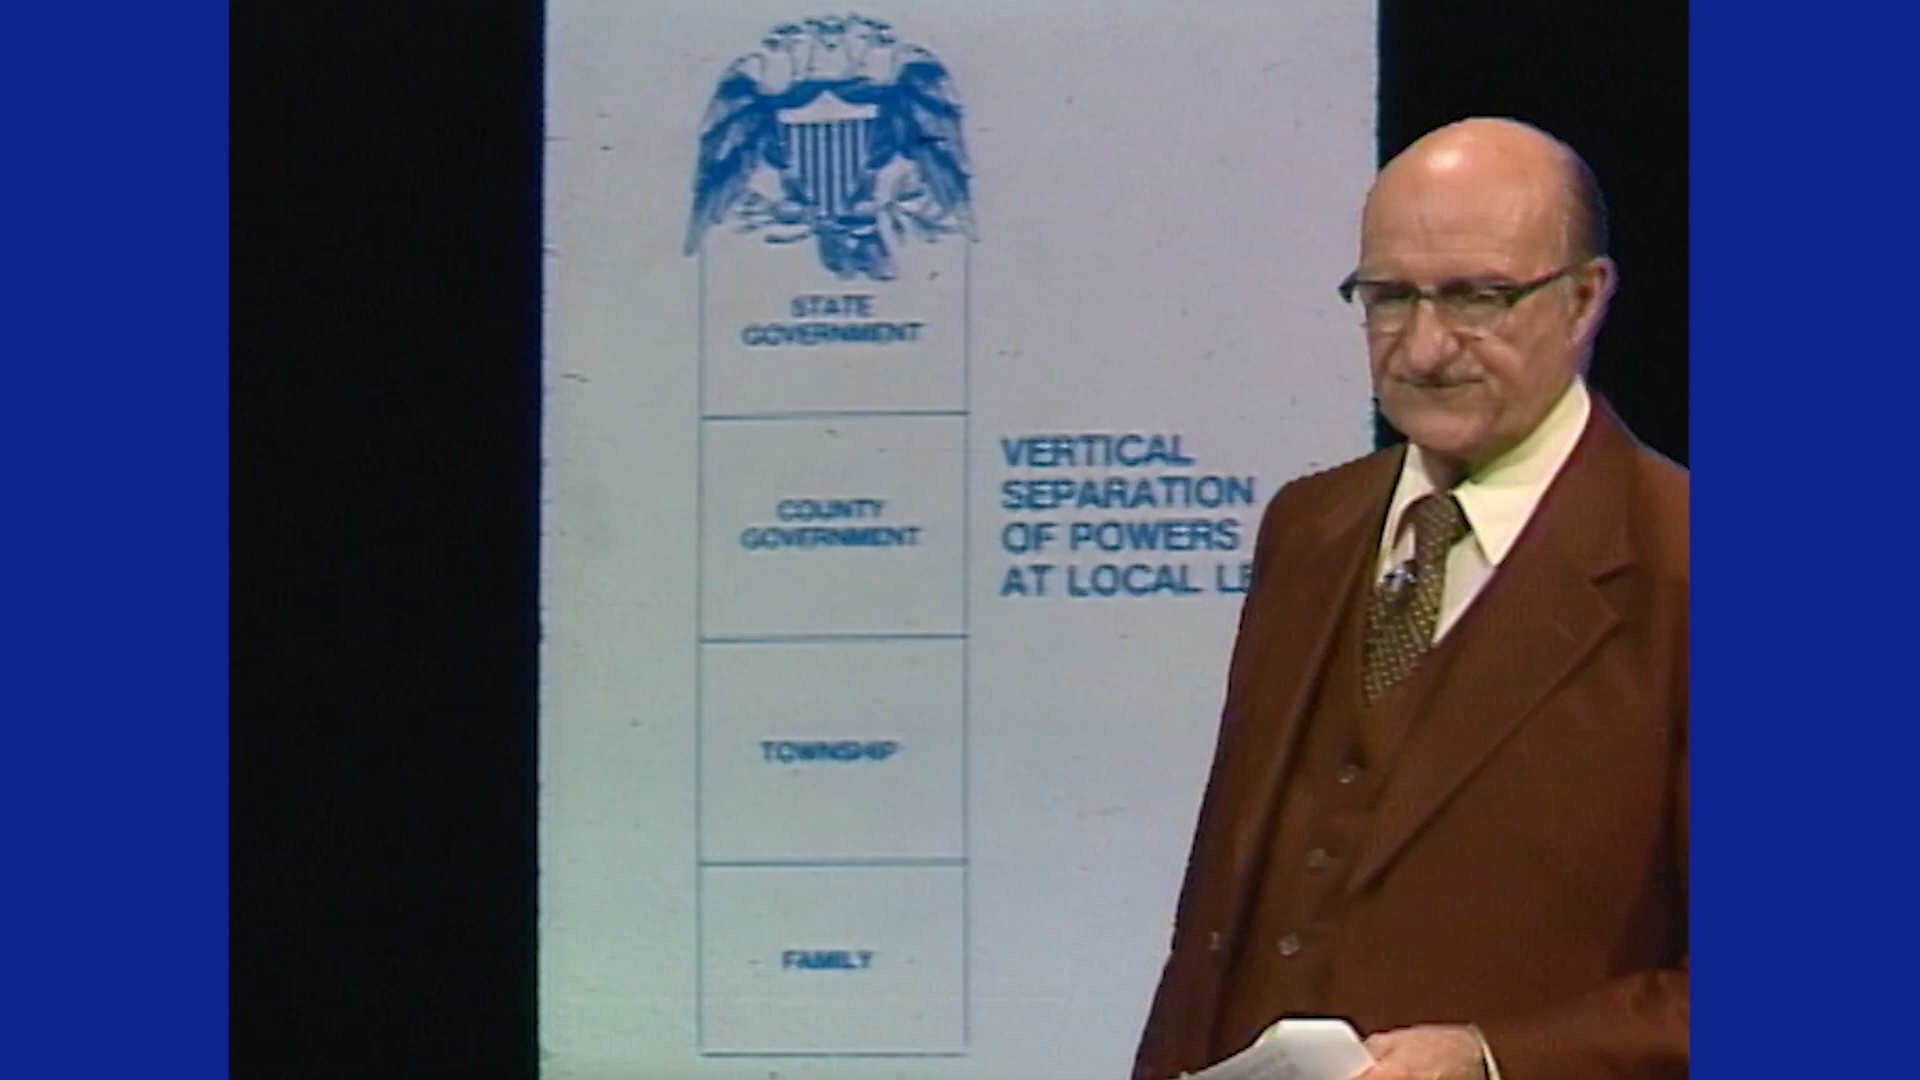 STATE
GOVERNMENT
COUNTY
GOVERNMENT
VERTICAL
SEPARATION
OF POWERS
AT LOCAL LE
TOWNSHIP
FAMILY